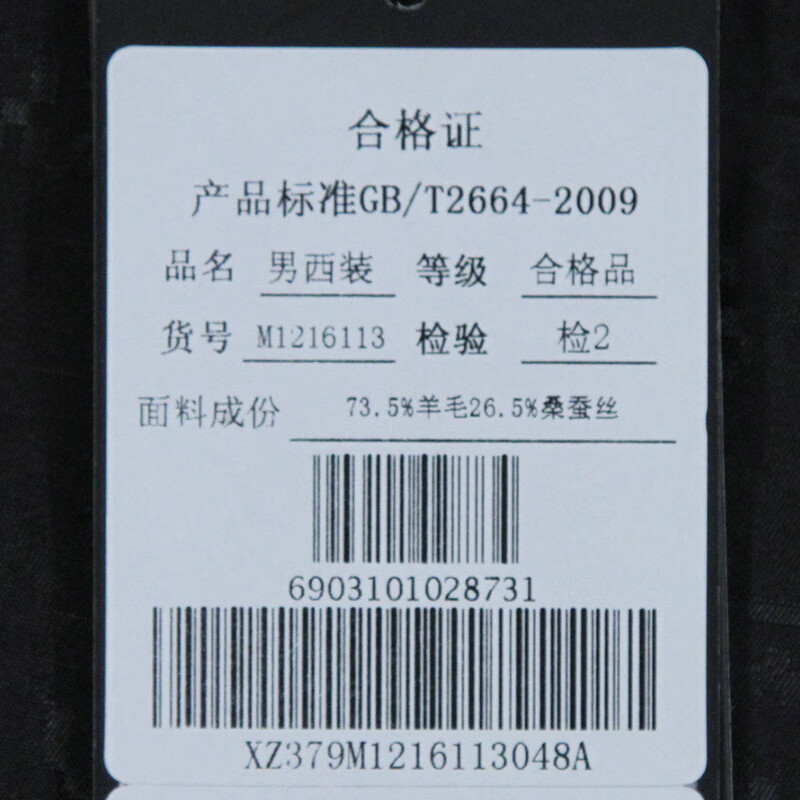 合格证
产品标准GB/T2664-2009
品名 男西装 等级 合格品
货号 M1216113 检验 检2
面料成份 73.5%羊毛26.5%桑蚕丝
6903101028731
XZ379M1216113048A